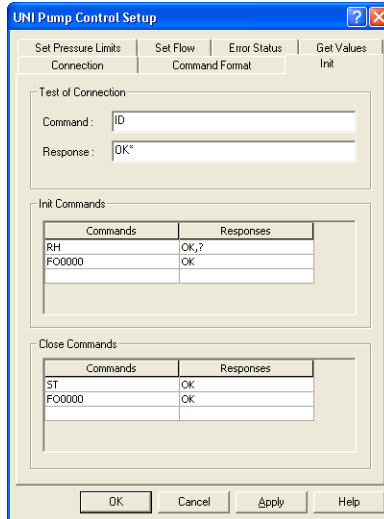 UNI Pump Control Setup
Set Pressure Limits Set Flow Error Status Get Values
Connection Command Format Init
Test of Connection
Command : ID
Response : OK*
Init Commands
Commands Responses
RH OK,?
FO0000 OK
Close Commands
Commands Responses
ST OK
FO0000 OK
OK Cancel Apply Help